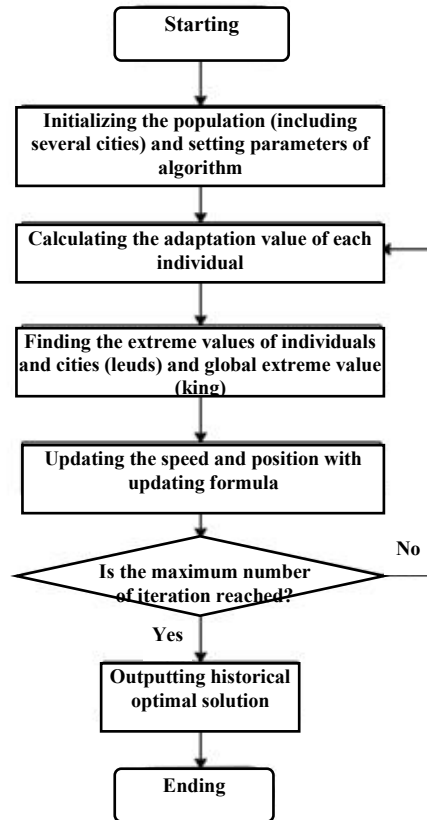 Starting
Initializing the population (including
several cities) and setting parameters of
algorithm
Calculating the adaptation value of each
individual
Finding the extreme values of individuals
and cities (leuds) and global extreme value
(king)
Updating the speed and position with
updating formula
Is the maximum number
of iteration reached?
No
Yes
Outputting historical
optimal solution
Ending